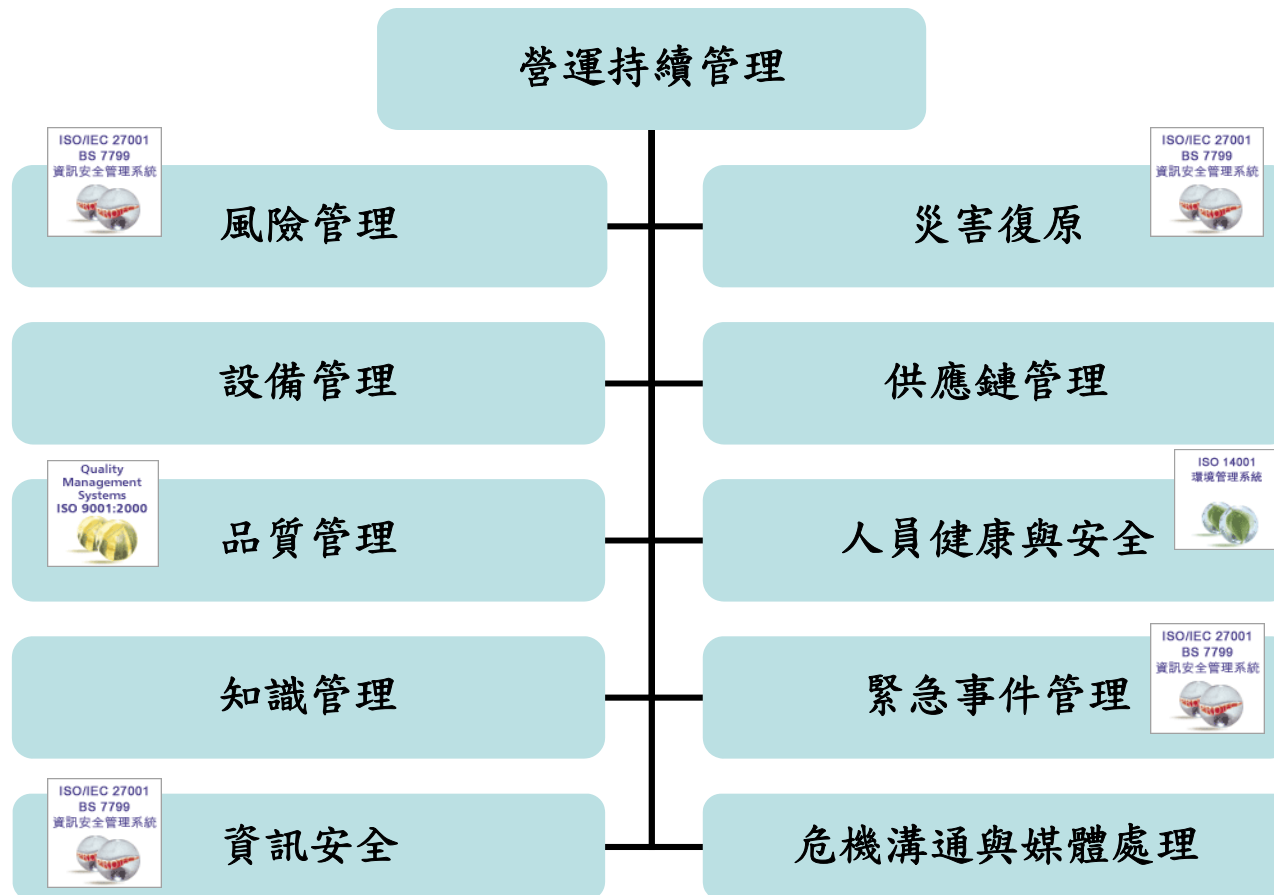 營運持續管理
ISO/IEC 27001
BS 7799
資訊安全管理系統
風險管理
ISO/IEC 27001
BS 7799
資訊安全管理系統
災害復原
設備管理
供應鏈管理
Quality
Management
Systems
ISO 9001:2000
品質管理
ISO 14001
環境管理系統
人員健康與安全
知識管理
ISO/IEC 27001
BS 7799
資訊安全管理系統
緊急事件管理
ISO/IEC 27001
BS 7799
資訊安全管理系統
資訊安全
危機溝通與媒體處理